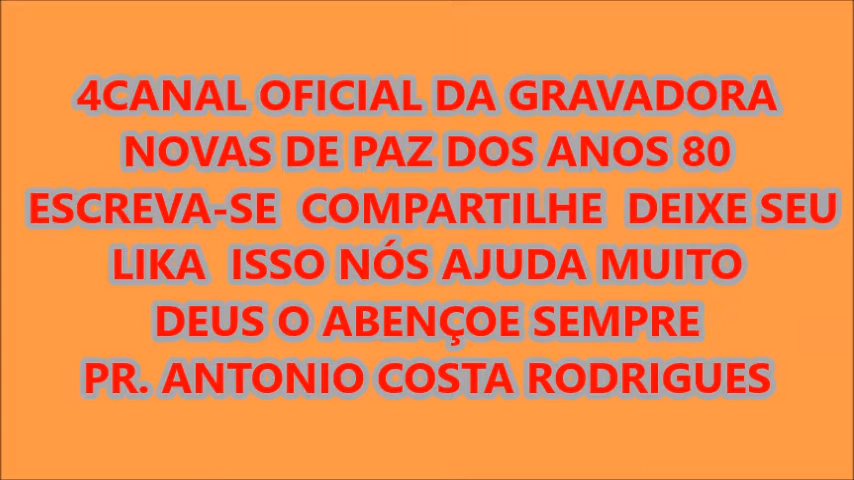 4CANAL OFICIAL DA GRAVADORA
NOVAS DE PAZ DOS ANOS 80
ESCREVA-SE COMPARTILHE DEIXE SEU
LIKA ISSO NÓS AJUDA MUITO
DEUS O ABENÇOE SEMPRE
PR. ANTONIO COSTA RODRIGUES